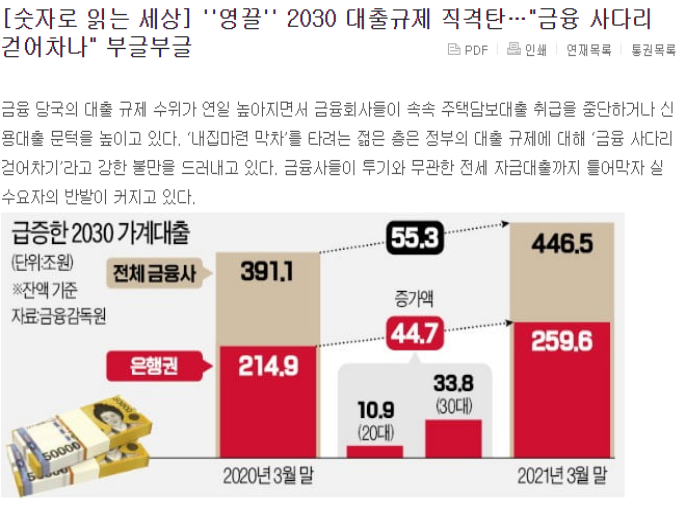 [숫자로 읽는 세상] ''영끌'' 2030 대출규제 직격탄…"금융 사다리
걷어차나" 부글부글
PDF 인쇄 연재목록 통권목록
금융 당국의 대출 규제 수위가 연일 높아지면서 금융회사들이 속속 주택담보대출 취급을 중단하거나 신
용대출 문턱을 높이고 있다. ‘내집마련 막차’를 타려는 젊은 층은 정부의 대출 규제에 대해 ‘금융 사다리
걷어차기’라고 강한 불만을 드러내고 있다. 금융사들이 투기와 무관한 전세 자금대출까지 틀어막자 실
수요자의 반발이 커지고 있다.
급증한 2030 가계대출
(단위:조원)
※잔액 기준
자료:금융감독원
전체 금융사
391.1
55.3
446.5
증가액
은행권
214.9
44.7
259.6
10.9
(20대)
33.8
(30대)
50000
50000
2020년 3월 말
2021년 3월 말